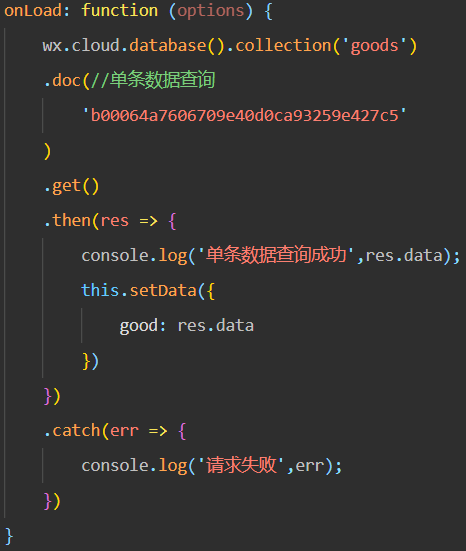 onLoad: function (options) {
wx.cloud.database().collection('goods')
.doc(//单条数据查询
'b00064a7606709e40d0ca93259e427c5'
)
.get()
.then(res => {
console.log('单条数据查询成功',res.data);
this.setData({
good: res.data
})
})
.catch(err => {
console.log('请求失败',err);
})
}